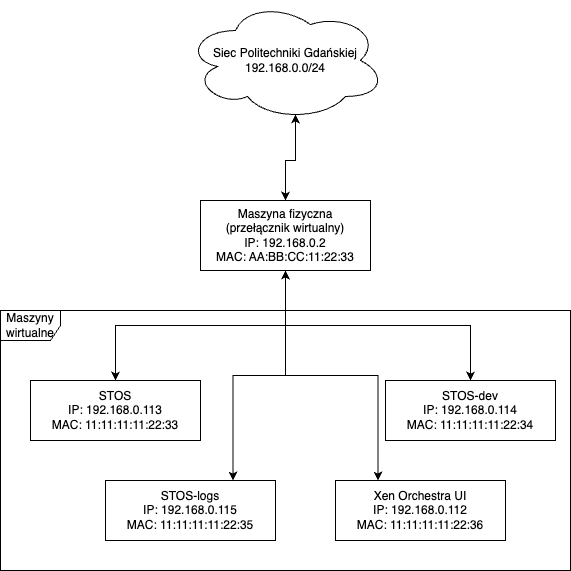 Siec Politechniki Gdańskiej
192.168.0.0/24
Maszyna fizyczna
(przełącznik wirtualny)
IP: 192.168.0.2
MAC: AA:BB:CC:11:22:33
Maszyny
wirtualne
STOS
IP: 192.168.0.113
MAC: 11:11:11:11:22:33
STOS-dev
IP: 192.168.0.114
MAC: 11:11:11:11:22:34
STOS-logs
IP: 192.168.0.115
MAC: 11:11:11:11:22:35
Xen Orchestra UI
IP: 192.168.0.112
MAC: 11:11:11:11:22:36